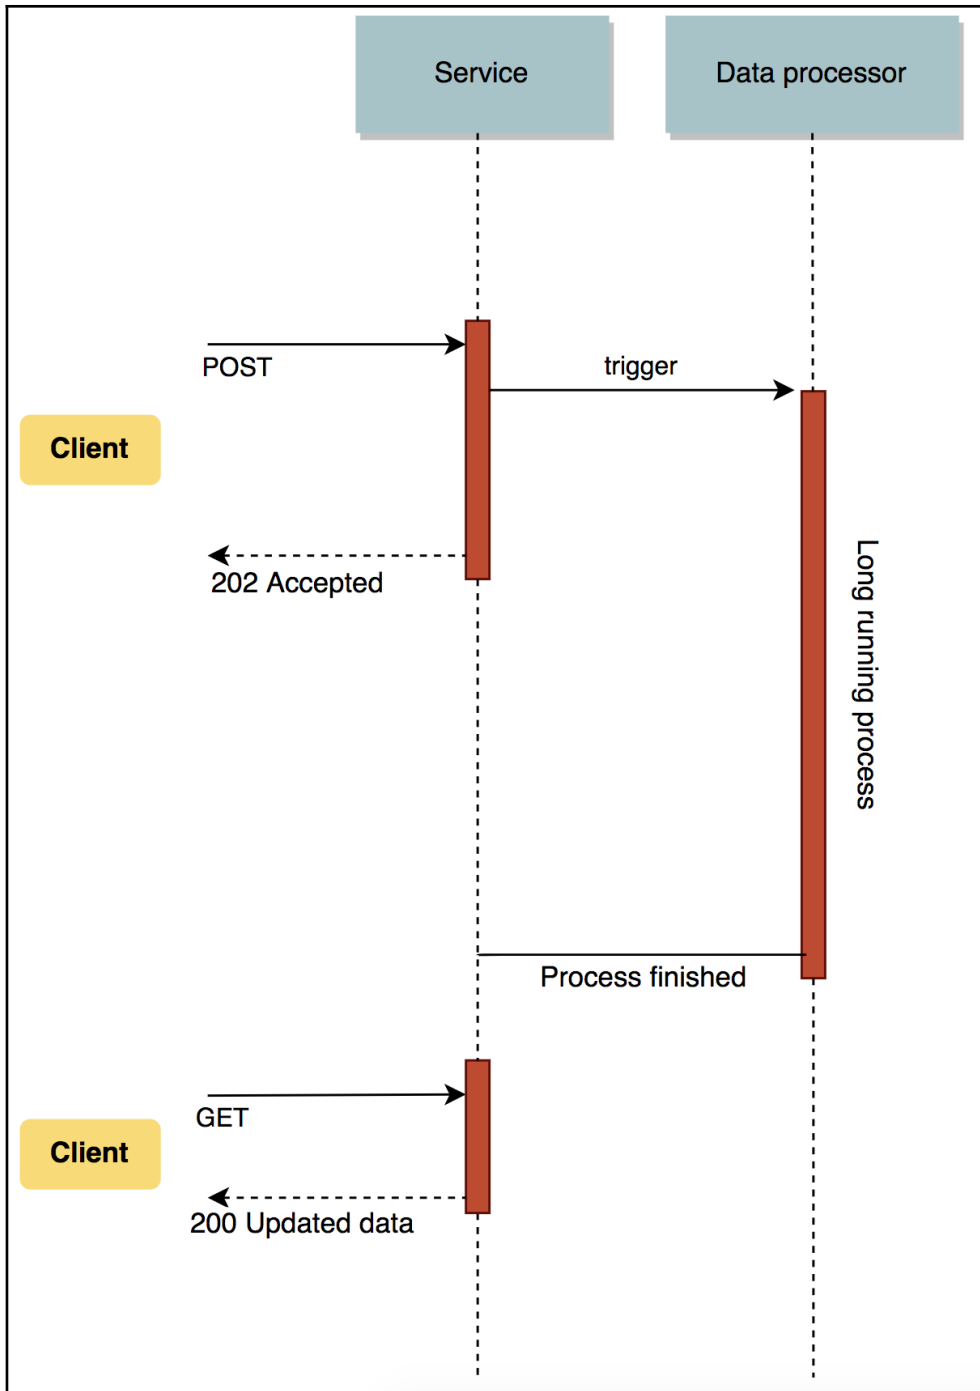 Service
Data processor
POST
trigger
Client
202 Accepted
Long running process
Process finished
GET
Client
200 Updated data